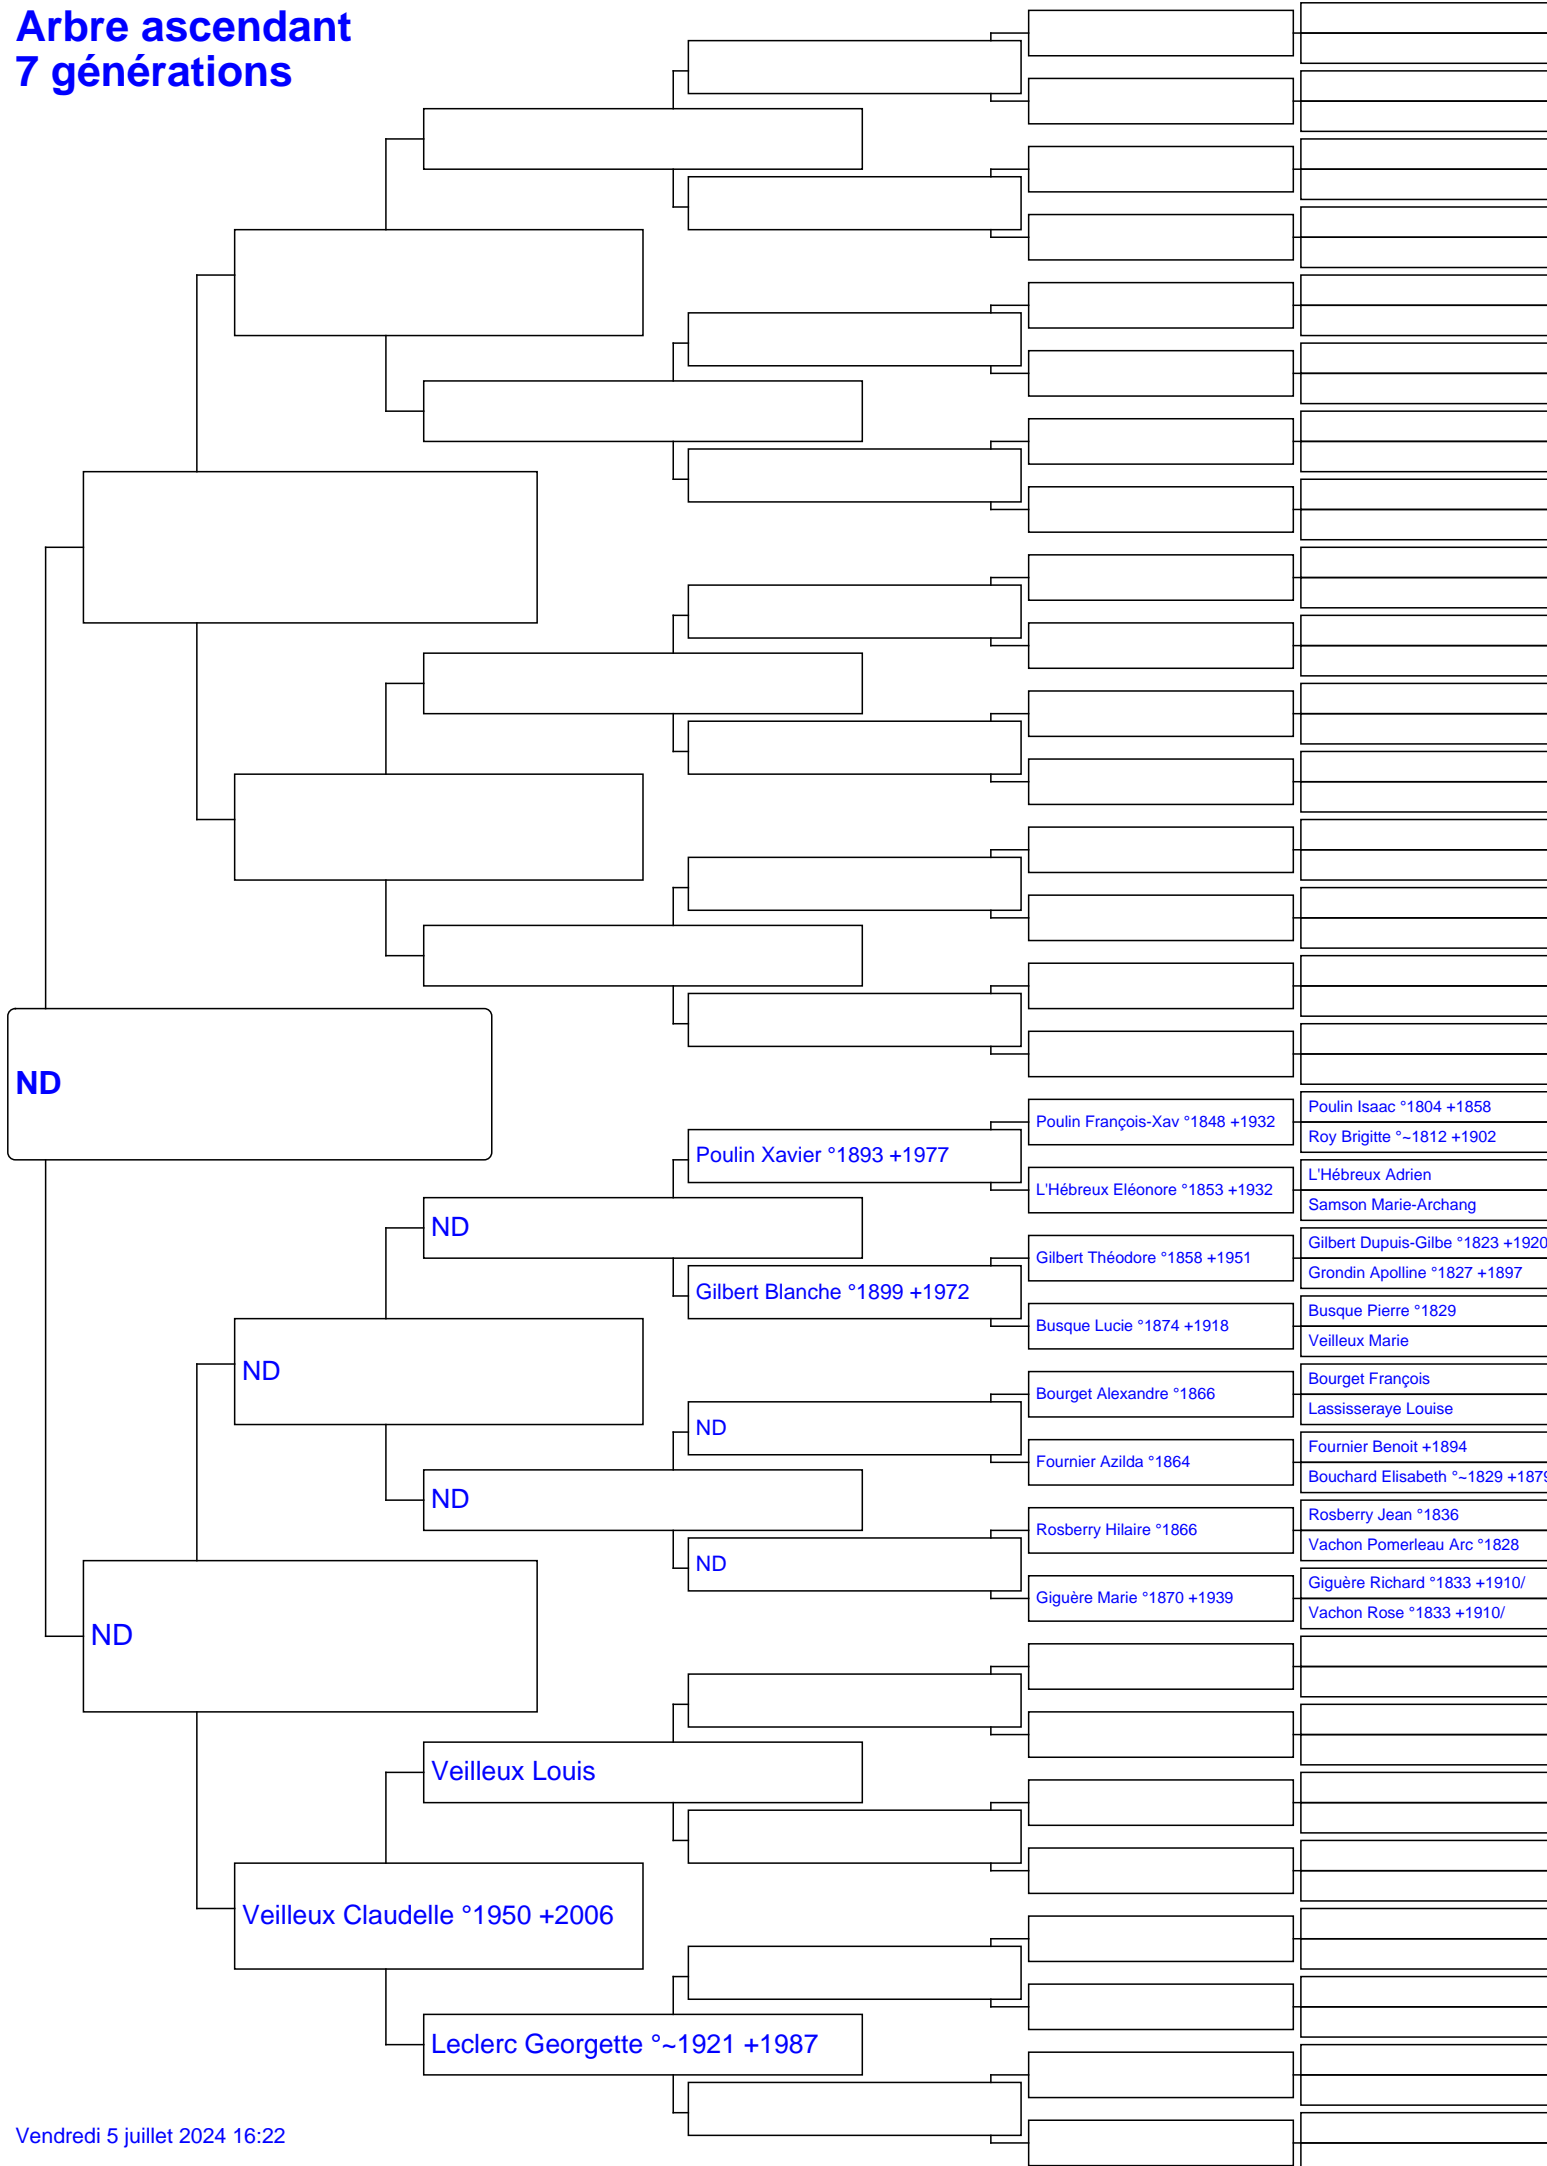 Arbre ascendant
7 générations
ND
Poulin François-Xav °1848 +1932
Poulin Isaac °1804 +1858
Roy Brigitte °~1812 +1902
Poulin Xavier °1893 +1977
L'Hébreux Eléonore °1853 +1932
L'Hébreux Adrien
Samson Marie-Archang
ND
Gilbert Théodore °1858 +1951
Gilbert Dupuis-Gilbe °1823 +1920
Grondin Apolline °1827 +1897
Gilbert Blanche °1899 +1972
Busque Lucie °1874 +1918
Busque Pierre °1829
Veilleux Marie
ND
Bourget Alexandre °1866
Bourget François
Lassisseraye Louise
ND
Fournier Azilda °1864
Fournier Benoit +1894
Bouchard Elisabeth °~1829 +1879
ND
Rosberry Hilaire °1866
Rosberry Jean °1836
Vachon Pomerleau Arc °1828
ND
Giguère Marie °1870 +1939
Giguère Richard °1833 +1910/
Vachon Rose °1833 +1910/
ND
Veilleux Louis
Veilleux Claudelle °1950 +2006
Leclerc Georgette °~1921 +1987
Vendredi 5 juillet 2024 16:22